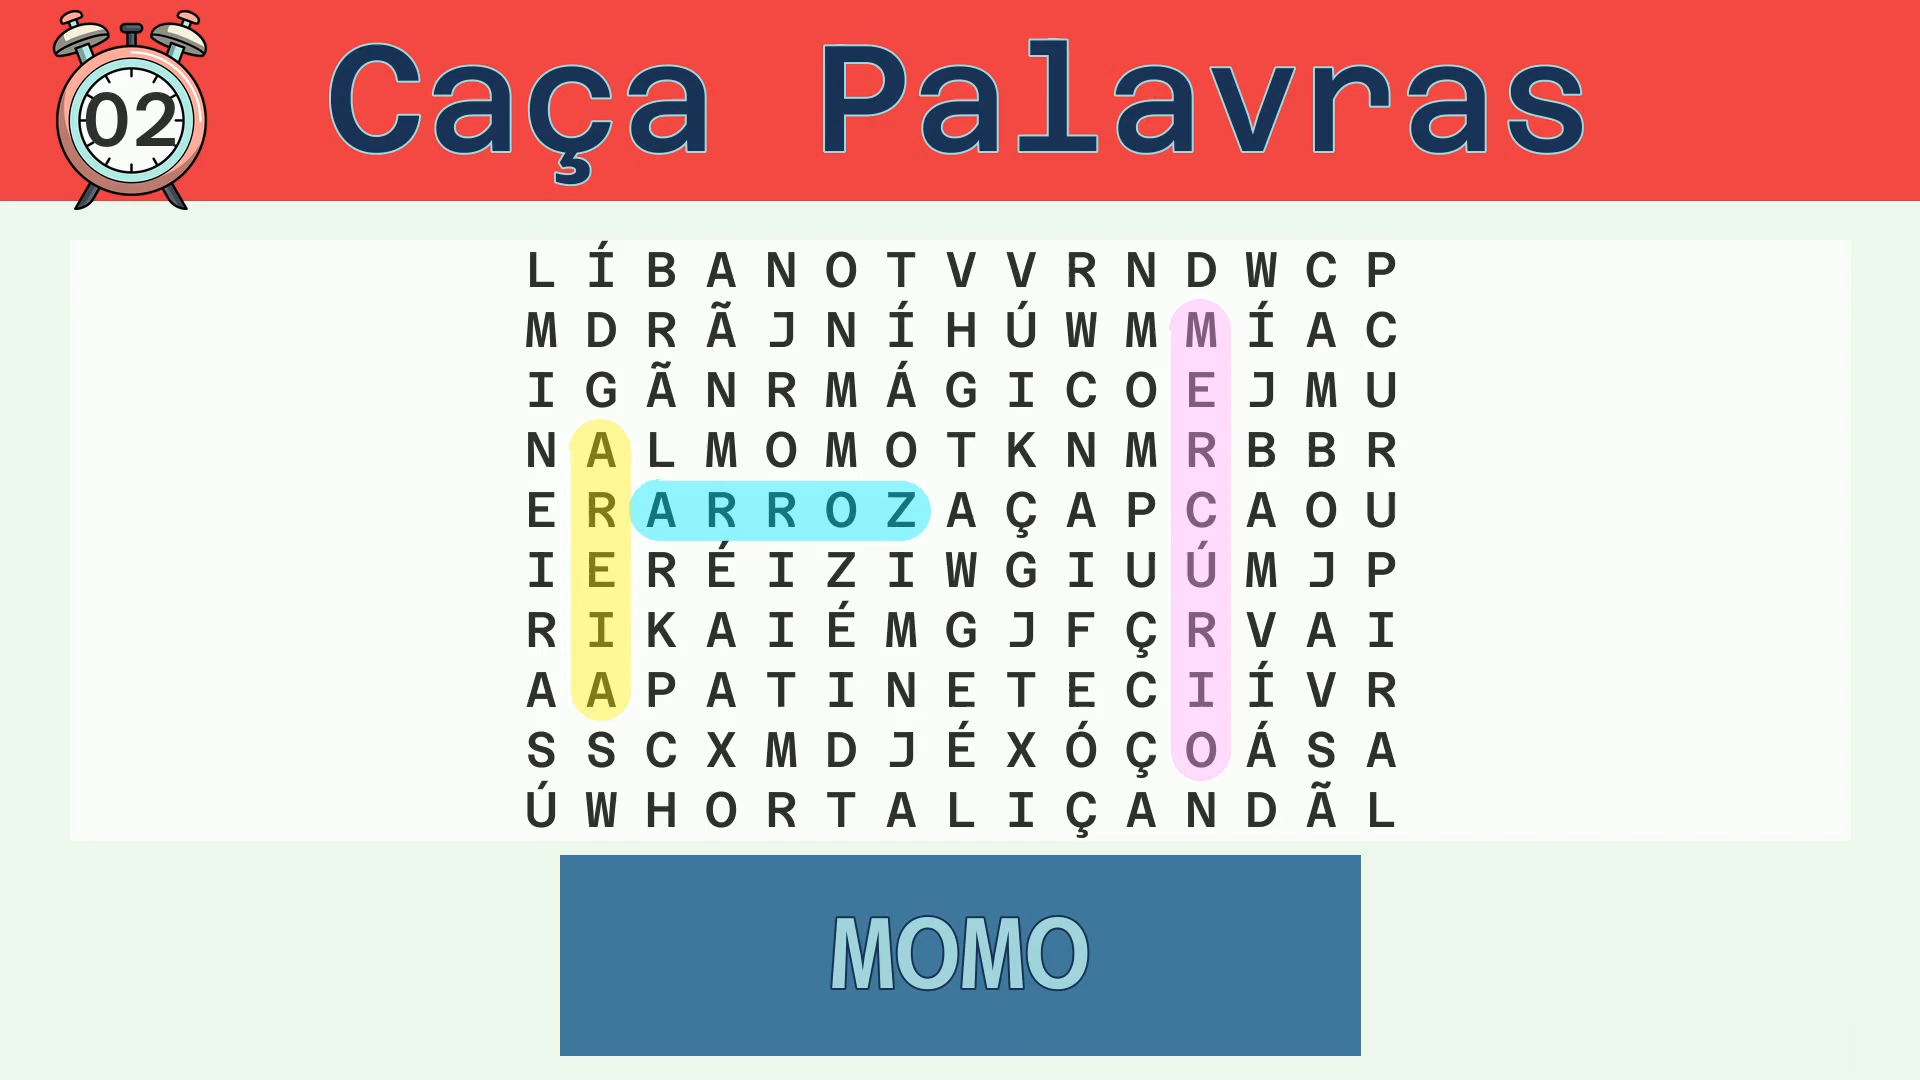 02
Caça Palavras
L Í B A N O T V V R N D W C P
M D R Ã J N Í H Ú W M M Í A C
I G Ã N R M Á G I C O E J M U
N A L M O M O T K N M R B B R
E R A R R O Z A Ç A P C A O U
I E R É I Z I W G I U Ú M J P
R I K A I É M G J F Ç R V A I
A A P A T I N E T E C I Í V R
S S C X M D J É X Ó Ç O Á S A
Ú W H O R T A L I Ç A N D Ã L
MOMO